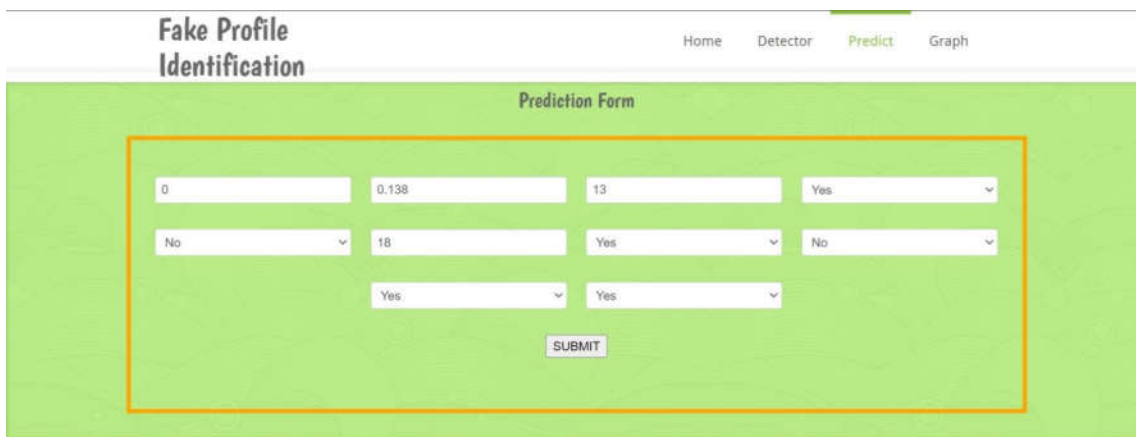 Fake Profile
Identification
Home Detector Predict Graph
Prediction Form
0 0.138 13 Yes
No 18 Yes No
Yes Yes
SUBMIT